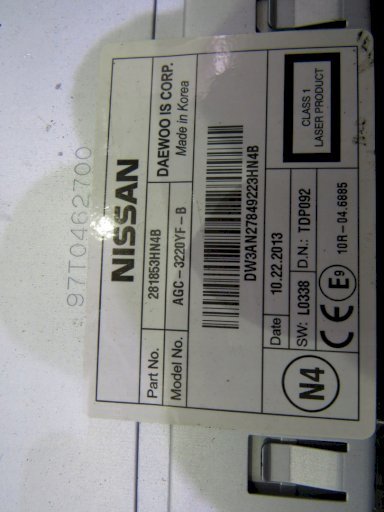 97T0462700
NISSAN
Part No. 281853HN4B
DAEWOO IS CORP.
Model No. AGC-3220YF-B
Made in Korea
DW3AN27849223HN4B
Date 10.22.2013
CLASS 1
LASER PRODUCT
SW: L0338 D.N.: TDP092
N4
CE E9 10R-04.6885